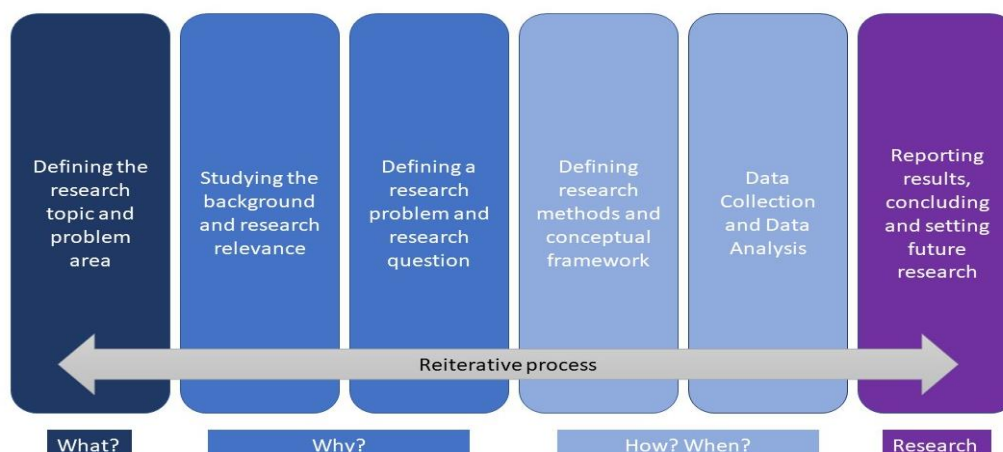 Defining the
research
topic and
problem
area
Studying the
background
and research
relevance
Defining a
research
problem and
research
question
Defining
research
methods and
conceptual
framework
Data
Collection
and Data
Analysis
Reporting
results,
concluding
and setting
future
research
Reiterative process
What?
Why?
How? When?
Research